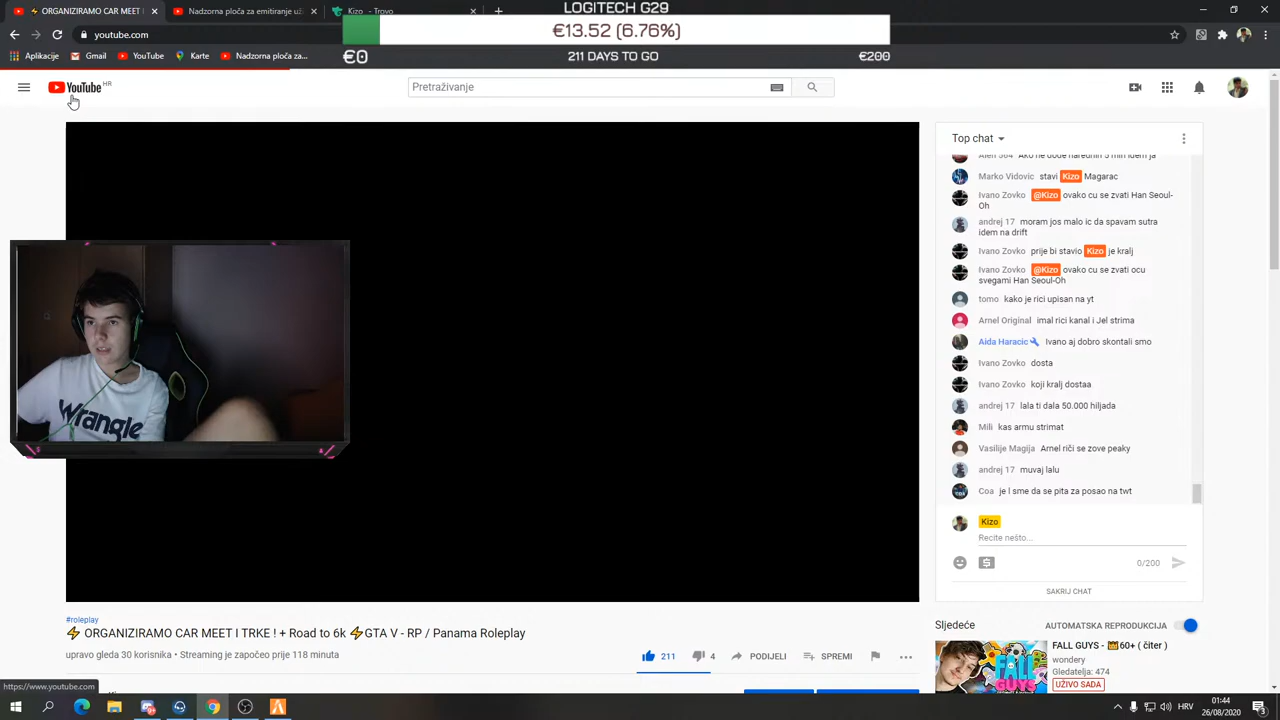 LOGITECH G29
€13.52 (6.76%)
€0
211 DAYS TO GO
€200
ORGANIZIRAMO CAR MEET I TRKE
Nadzorna ploča kanala - YouTube
youtube.com
Aplikacije
Gmail
YouTube
Karte
Nadzorna ploča za...
YouTube HR
Pretraživanje
Top chat
Marko Vidovic stavi Kizo Magarac
Ivano Zovko @Kizo ovako cu se zvati Han Seoul-
Oh
andrej 17 moram jos malo ic da spavam sutra
idem na drift
Ivano Zovko prije bi stavio Kizo je kralj
Ivano Zovko @Kizo ovako cu se zvati ocu
svegami Han Seoul-Oh
tomo kako je rici upisan na yt
Arnel Original imal rici kanal i Jel strima
Aida Haracic Ivano aj dobro skontali smo
Ivano Zovko dosta
Ivano Zovko koji kralj dostaa
andrej 17 lala ti dala 50.000 hiljada
Mili kas armu strimat
Vasilije Magija Arnel riči se zove peaky
andrej 17 muvaj lalu
Coa je l sme da se pita za posao na twt
Kizo
Recite nešto...
0/200
SAKRIJ CHAT
Wrangle
#roleplay
⚡ ORGANIZIRAMO CAR MEET I TRKE ! + Road to 6k ⚡GTA V - RP / Panama Roleplay
upravo gleda 30 korisnika • Streaming je započeo prije 118 minuta
211
4
PODIJELI
SPREMI
Sljedeće
AUTOMATSKA REPRODUKCIJA
FALL GUYS - 👑60+ ( čiter )
wondery
Gledatelja: 474
UŽIVO SADA
FALL GUYS
https://www.youtube.com
HRV
01:44
26/08/2020